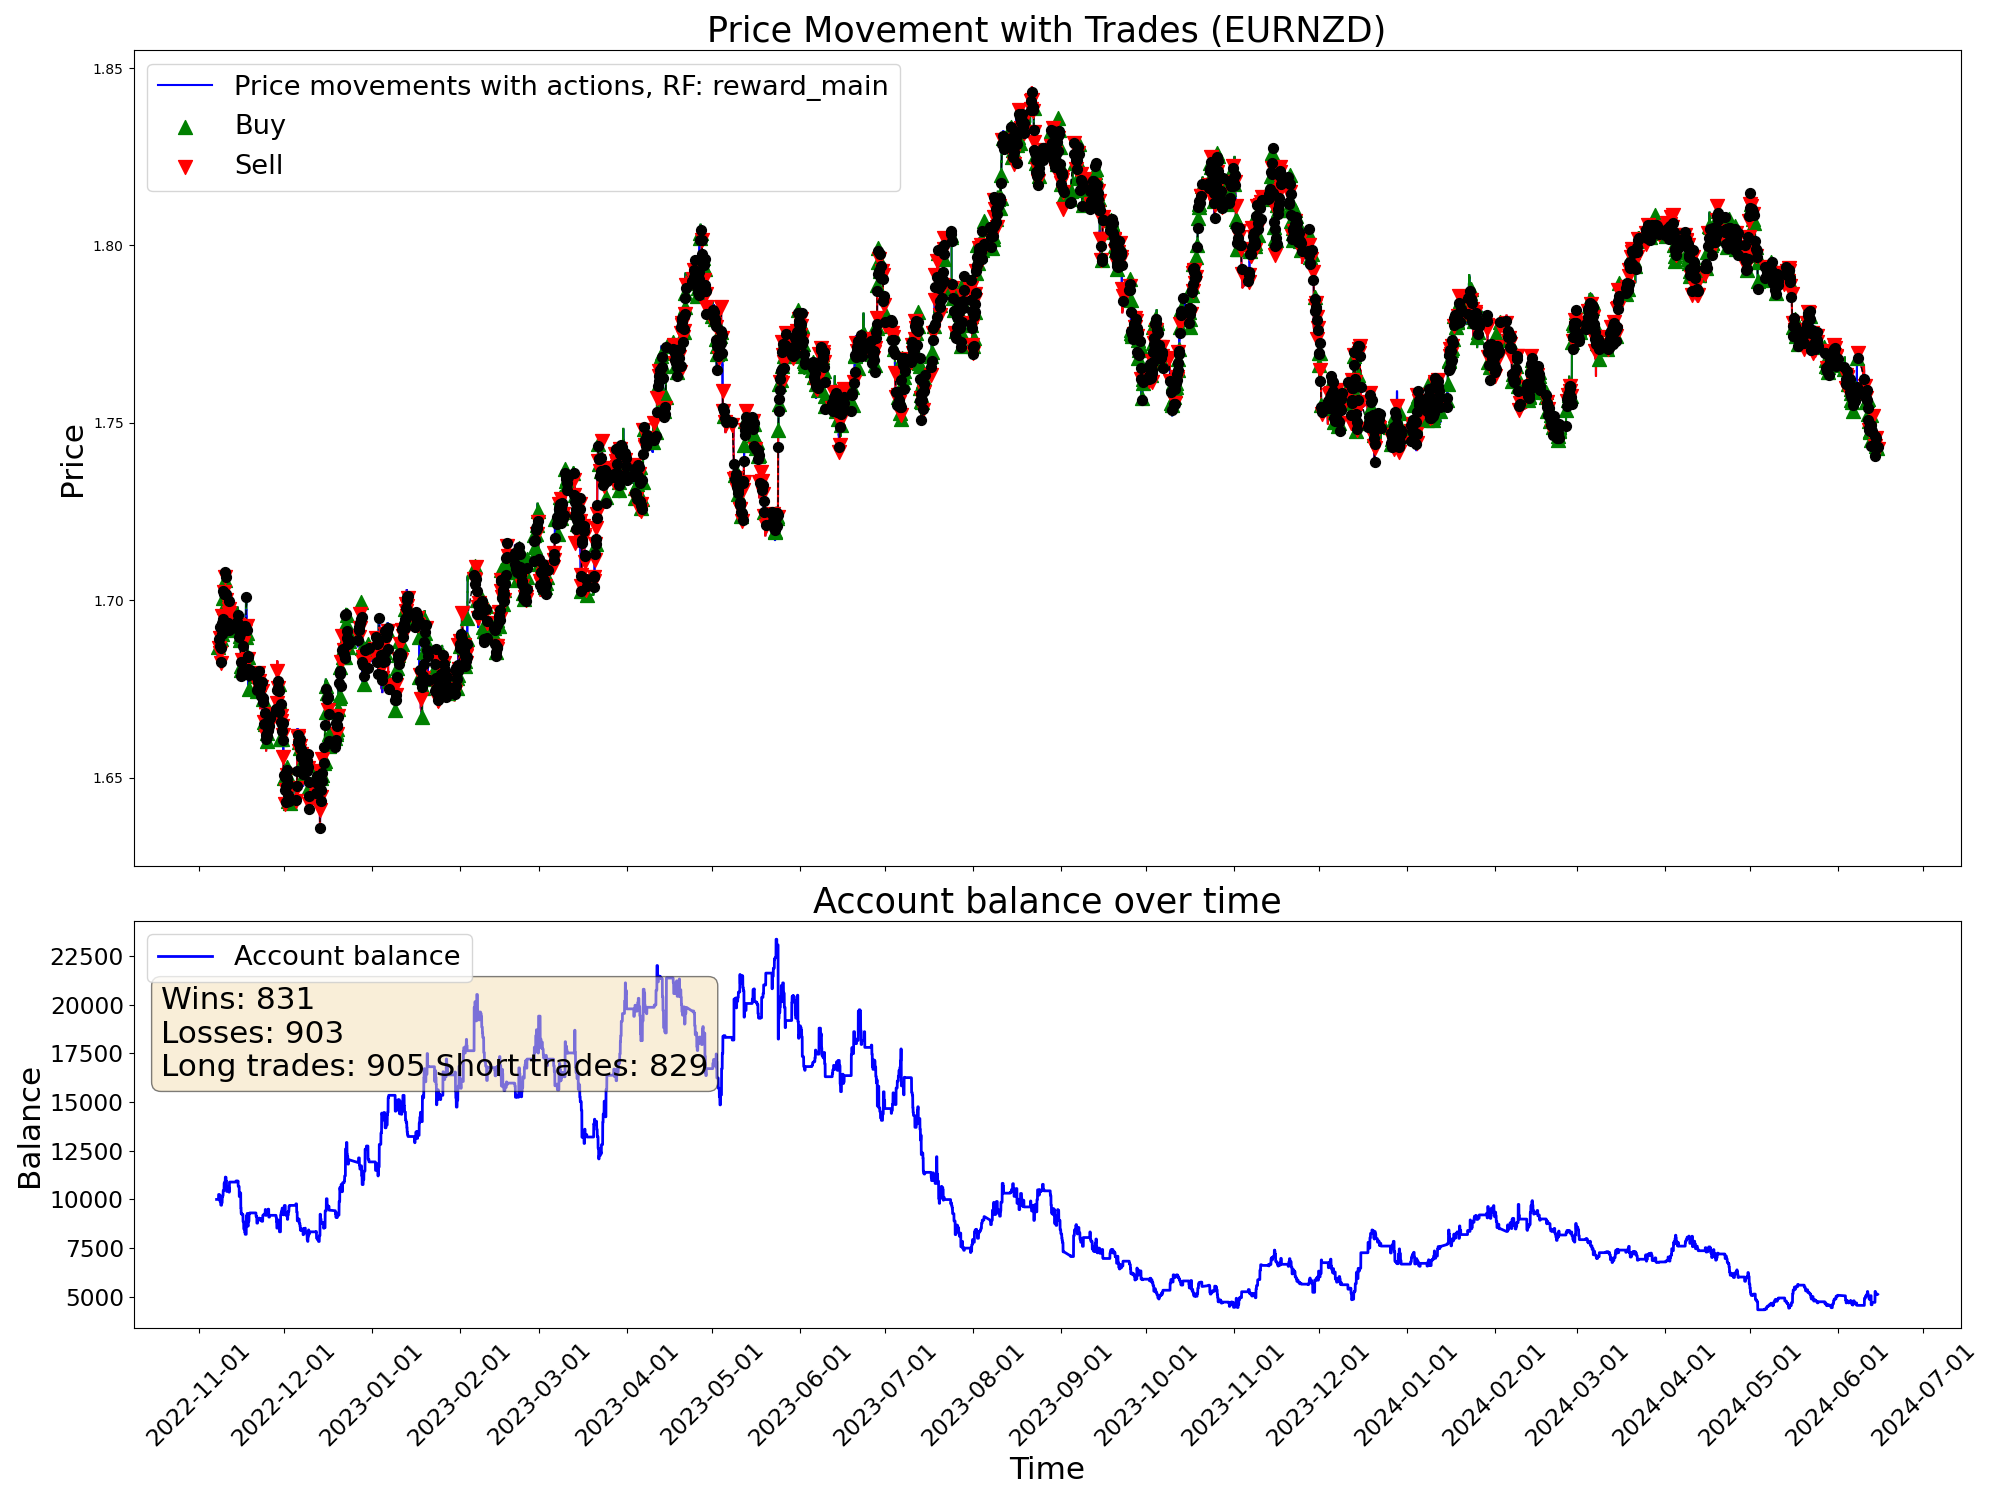 Price Movement with Trades (EURNZD)
1.85
1.80
1.75
1.70
1.65
Price
Price movements with actions, RF: reward_main
Buy
Sell
Account balance over time
22500
20000
17500
15000
12500
10000
7500
5000
Balance
Account balance
Wins: 831
Losses: 903
Long trades: 905 Short trades: 829
2022-11-01
2022-12-01
2023-01-01
2023-02-01
2023-03-01
2023-04-01
2023-05-01
2023-06-01
2023-07-01
2023-08-01
2023-09-01
2023-10-01
2023-11-01
2023-12-01
2024-01-01
2024-02-01
2024-03-01
2024-04-01
2024-05-01
2024-06-01
2024-07-01
Time